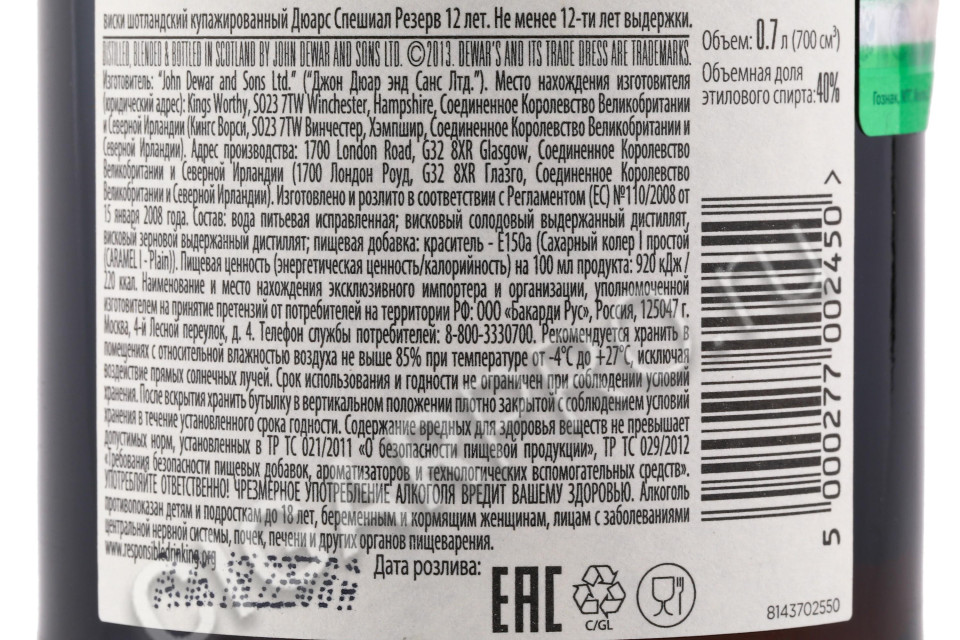 виски шотландский купажированный Дюарс Спешиал Резерв 12 лет. Не менее 12-ти лет выдержки.
DISTILLED, BLENDED & BOTTLED IN SCOTLAND BY JOHN DEWAR AND SONS LTD. ©2013. DEWAR'S AND ITS TRADE DRESS ARE TRADEMARKS.
Изготовитель: "John Dewar and Sons Ltd." ("Джон Дюар энд Санс Лтд."). Место нахождения изготовителя
(юридический адрес): Kings Worthy, SO23 7TW Winchester, Hampshire, Соединенное Королевство Великобритании
и Северной Ирландии (Кингс Ворси, SO23 7TW Винчестер, Хэмпшир, Соединенное Королевство Великобритании и
Северной Ирландии). Адрес производства: 1700 London Road, G32 8XR Glasgow, Соединенное Королевство
Великобритании и Северной Ирландии (1700 Лондон Роуд, G32 8XR Глазго, Соединенное Королевство
Великобритании и Северной Ирландии). Изготовлено и розлито в соответствии с Регламентом (ЕС) №110/2008 от
15 января 2008 года. Состав: вода питьевая исправленная; висковый солодовый выдержанный дистиллят,
висковый зерновой выдержанный дистиллят; пищевая добавка: краситель - Е150а (Сахарный колер I простой
(CARAMEL I - Plain)). Пищевая ценность (энергетическая ценность/калорийность) на 100 мл продукта: 920 кДж /
220 ккал. Наименование и место нахождения эксклюзивного импортера и организации, уполномоченной
изготовителем на принятие претензий от потребителей на территории РФ: ООО «Бакарди Рус», Россия, 125047 г.
Москва, 4-й Лесной переулок, д. 4. Телефон службы потребителей: 8-800-3330700. Рекомендуется хранить в
помещениях с относительной влажностью воздуха не выше 85% при температуре от -4°С до +27°С, исключая
воздействие прямых солнечных лучей. Срок использования и годности не ограничен при соблюдении условий
хранения. После вскрытия хранить бутылку в вертикальном положении плотно закрытой с соблюдением условий
хранения в течение установленного срока годности. Содержание вредных для здоровья веществ не превышает
допустимых норм, установленных в ТР ТС 021/2011 «О безопасности пищевой продукции», ТР ТС 029/2012
«Требования безопасности пищевых добавок, ароматизаторов и технологических вспомогательных средств».
УПОТРЕБЛЯЙТЕ ОТВЕТСТВЕННО! ЧРЕЗМЕРНОЕ УПОТРЕБЛЕНИЕ АЛКОГОЛЯ ВРЕДИТ ВАШЕМУ ЗДОРОВЬЮ. Алкоголь
противопоказан детям и подросткам до 18 лет, беременным и кормящим женщинам, лицам с заболеваниями
центральной нервной системы, почек, печени и других органов пищеварения.
www.responsibledrinking.org
Дата розлива:
EAC
C/GL
8143702550
Объем: 0.7 л (700 см³)
Объемная доля
этилового спирта: 40%
Гознак,
5 000277 002450 >